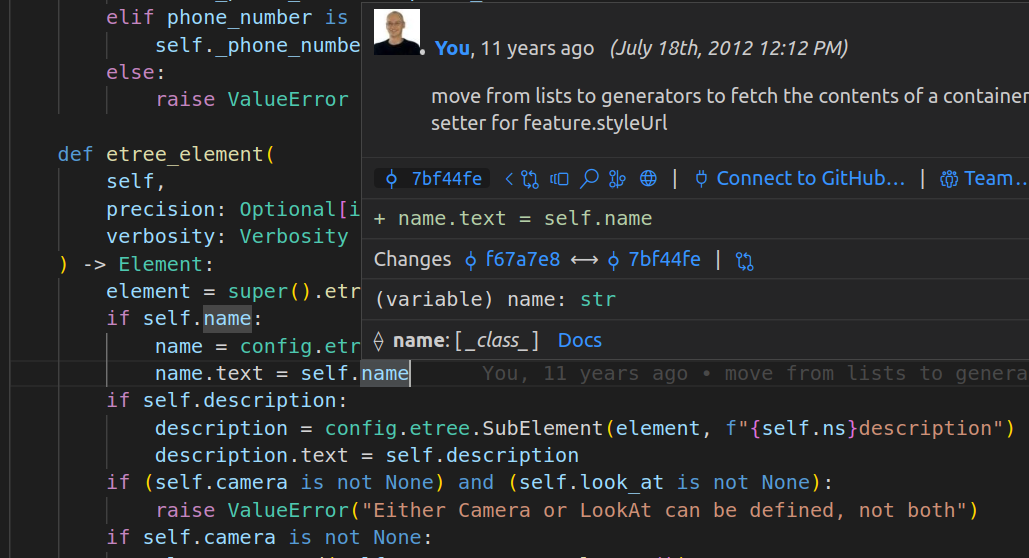 self._phone_number
elif phone_number is
self._phone_numbe
else:
raise ValueError
You, 11 years ago (July 18th, 2012 12:12 PM)
move from lists to generators to fetch the contents of a container
setter for feature.styleUrl
def etree_element(
self,
precision: Optional[i
verbosity: Verbosity
) -> Element:
element = super().etr
if self.name:
name = config.etr
7bf44fe | Connect to GitHub… | Team…
+ name.text = self.name
Changes f67a7e8 ⟷ 7bf44fe |
(variable) name: str
name: [_class_] Docs
name.text = self.name You, 11 years ago • move from lists to genera
if self.description:
description = config.etree.SubElement(element, f"{self.ns}description")
description.text = self.description
if (self.camera is not None) and (self.look_at is not None):
raise ValueError("Either Camera or LookAt can be defined, not both")
if self.camera is not None: